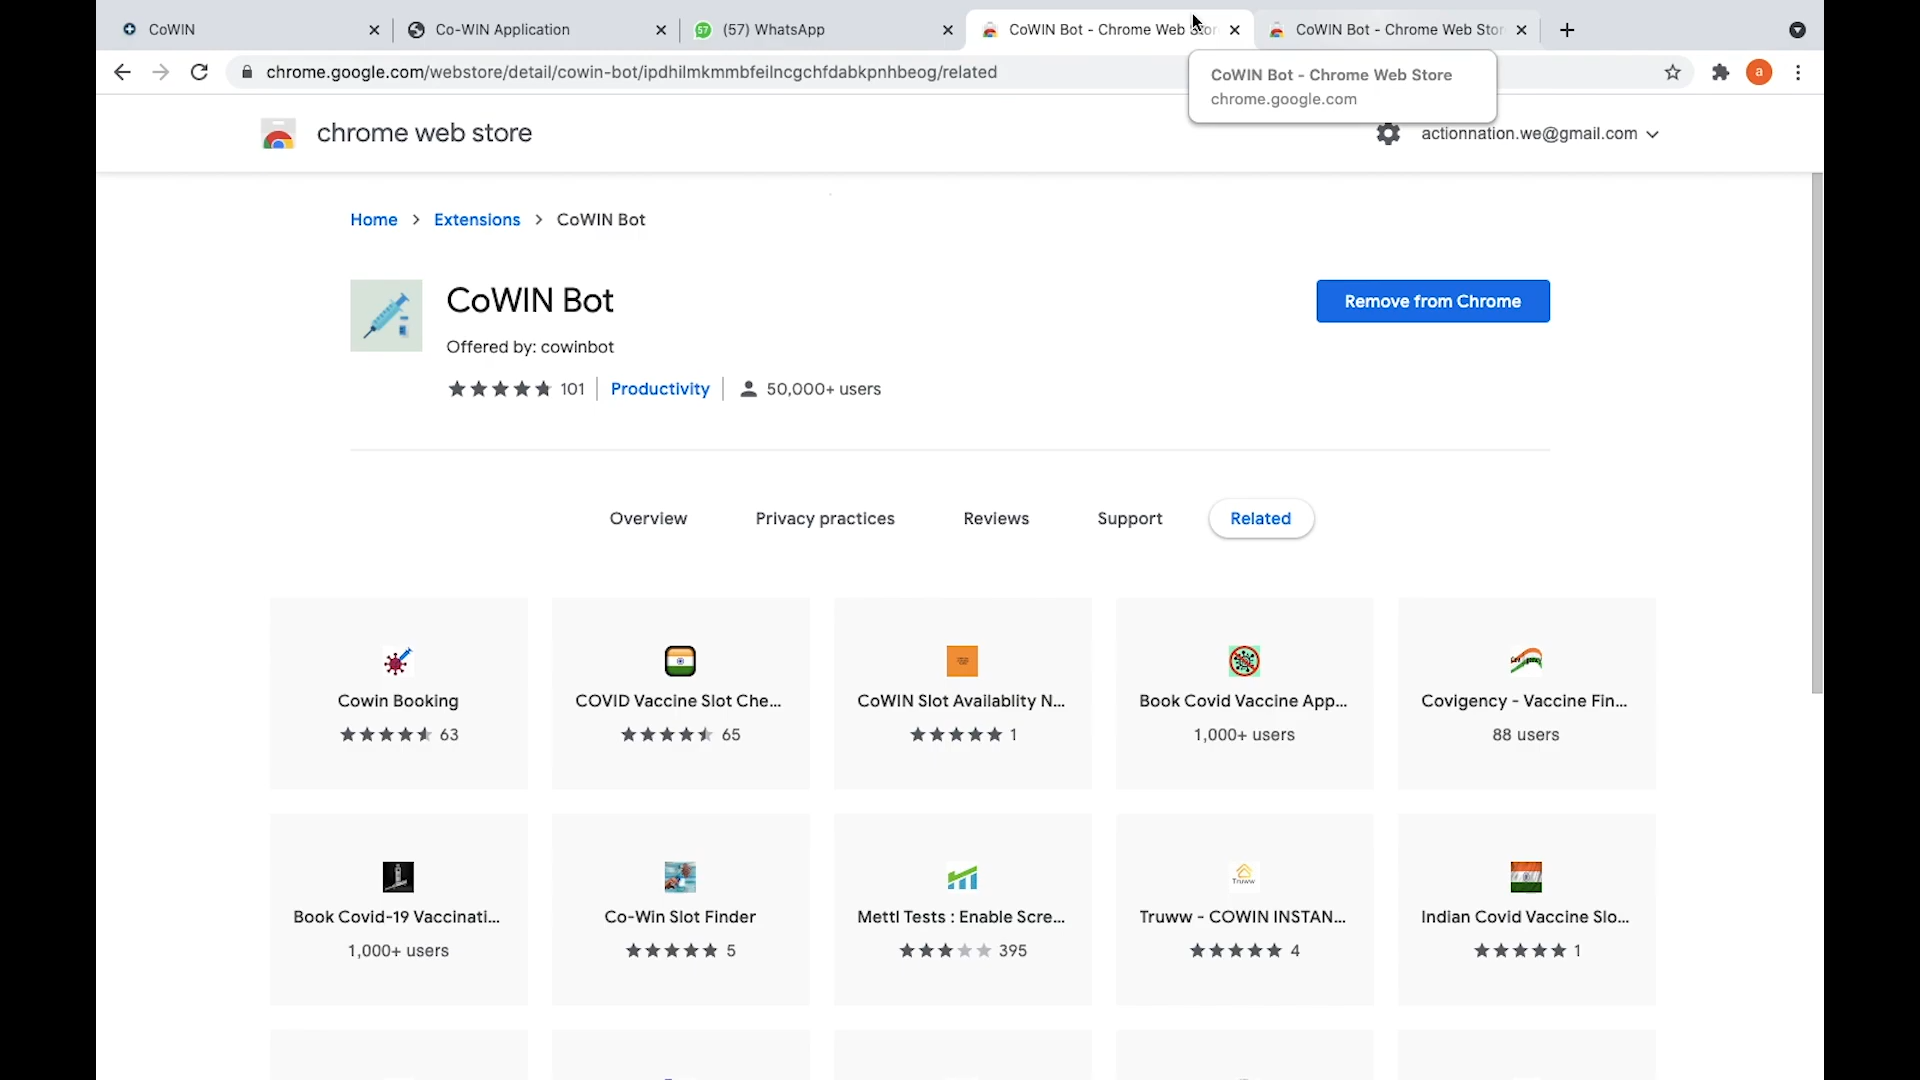 CoWIN
Co-WIN Application
57 (57) WhatsApp
CoWIN Bot - Chrome Web Stor
CoWIN Bot - Chrome Web Stor
chrome.google.com/webstore/detail/cowin-bot/ipdhilmkmmbfeilncgchfdabkpnhbeog/related
a
CoWIN Bot - Chrome Web Store
chrome.google.com
chrome web store
actionnation.we@gmail.com
Home > Extensions > CoWIN Bot
CoWIN Bot
Remove from Chrome
Offered by: cowinbot
101 Productivity 50,000+ users
Overview Privacy practices Reviews Support Related
Cowin Booking
63
COVID Vaccine Slot Che...
65
CoWIN Slot Availablity N...
1
Book Covid Vaccine App...
1,000+ users
Covigency - Vaccine Fin...
88 users
Book Covid-19 Vaccinati...
1,000+ users
Co-Win Slot Finder
5
Mettl Tests : Enable Scre...
395
Truww
Truww - COWIN INSTAN...
4
Indian Covid Vaccine Slo...
1